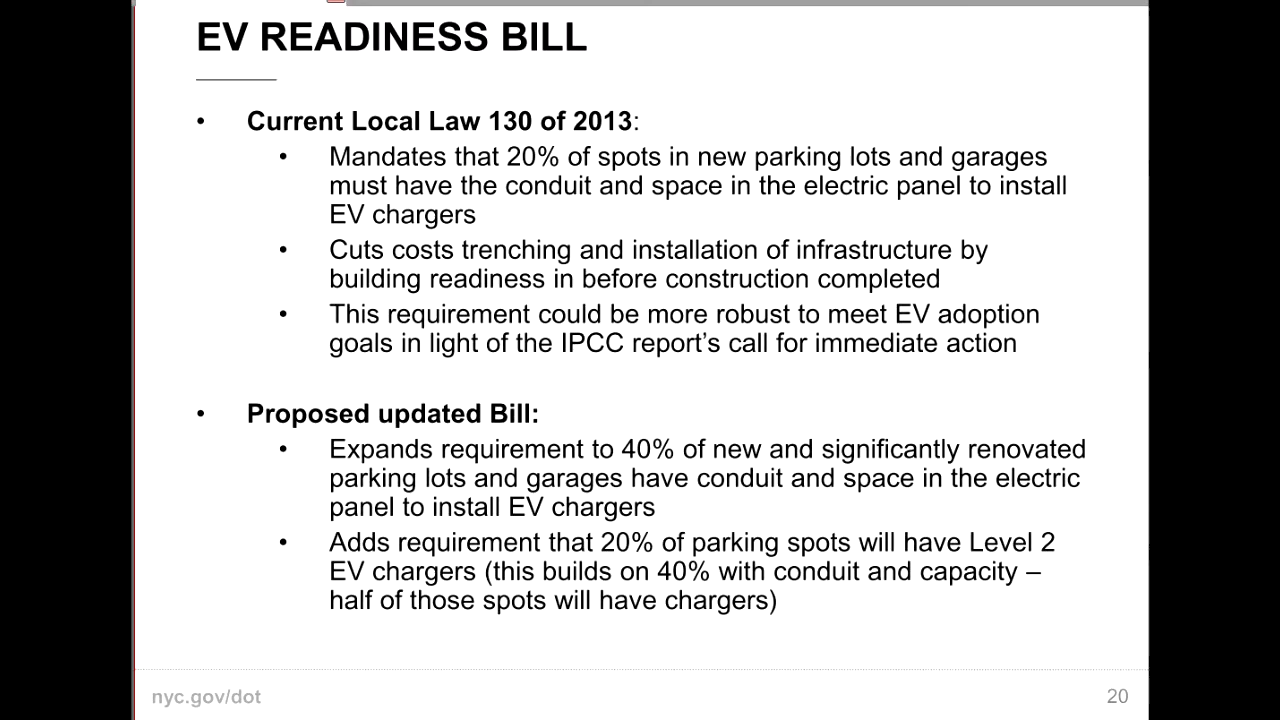 EV READINESS BILL
• Current Local Law 130 of 2013:
• Mandates that 20% of spots in new parking lots and garages
must have the conduit and space in the electric panel to install
EV chargers
• Cuts costs trenching and installation of infrastructure by
building readiness in before construction completed
• This requirement could be more robust to meet EV adoption
goals in light of the IPCC report’s call for immediate action
• Proposed updated Bill:
• Expands requirement to 40% of new and significantly renovated
parking lots and garages have conduit and space in the electric
panel to install EV chargers
• Adds requirement that 20% of parking spots will have Level 2
EV chargers (this builds on 40% with conduit and capacity –
half of those spots will have chargers)
nyc.gov/dot
20